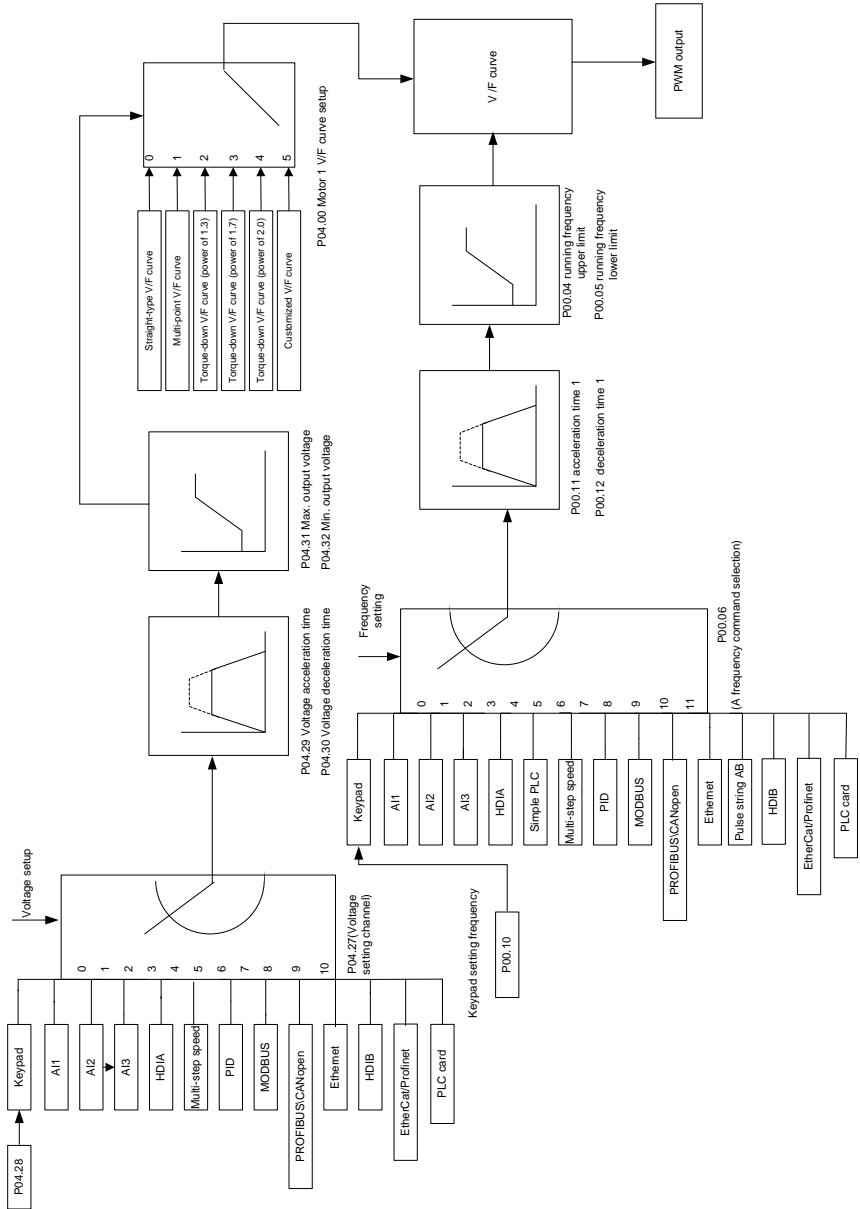 P04.28
Keypad
AI1
AI2
AI3
HDIA
Multi-step speed
PID
MODBUS
PROFIBUS\CANopen
Ethernet
HDIB
EtherCat/Profinet
PLC card
0
1
2
3
4
5
6
7
8
9
10
Voltage setup
P04.27(Voltage
setting channel)
P04.29 Voltage acceleration time
P04.30 Voltage deceleration time
P04.31 Max. output voltage
P04.32 Min. output voltage
Straight-type V/F curve
Multi-point V/F curve
Torque-down V/F curve (power of 1.3)
Torque-down V/F curve (power of 1.7)
Torque-down V/F curve (power of 2.0)
Customized V/F curve
0
1
2
3
4
5
P04.00 Motor 1 V/F curve setup
Keypad setting frequency
P00.10
Keypad
AI1
AI2
AI3
HDIA
Simple PLC
Multi-step speed
PID
MODBUS
PROFIBUS\CANopen
Ethernet
Pulse string AB
HDIB
EtherCat/Profinet
PLC card
0
1
2
3
4
5
6
7
8
9
10
11
Frequency
setting
P00.06
(A frequency command selection)
P00.11 acceleration time 1
P00.12 deceleration time 1
P00.04 running frequency
upper limit
P00.05 running frequency
lower limit
V /F curve
PWM output